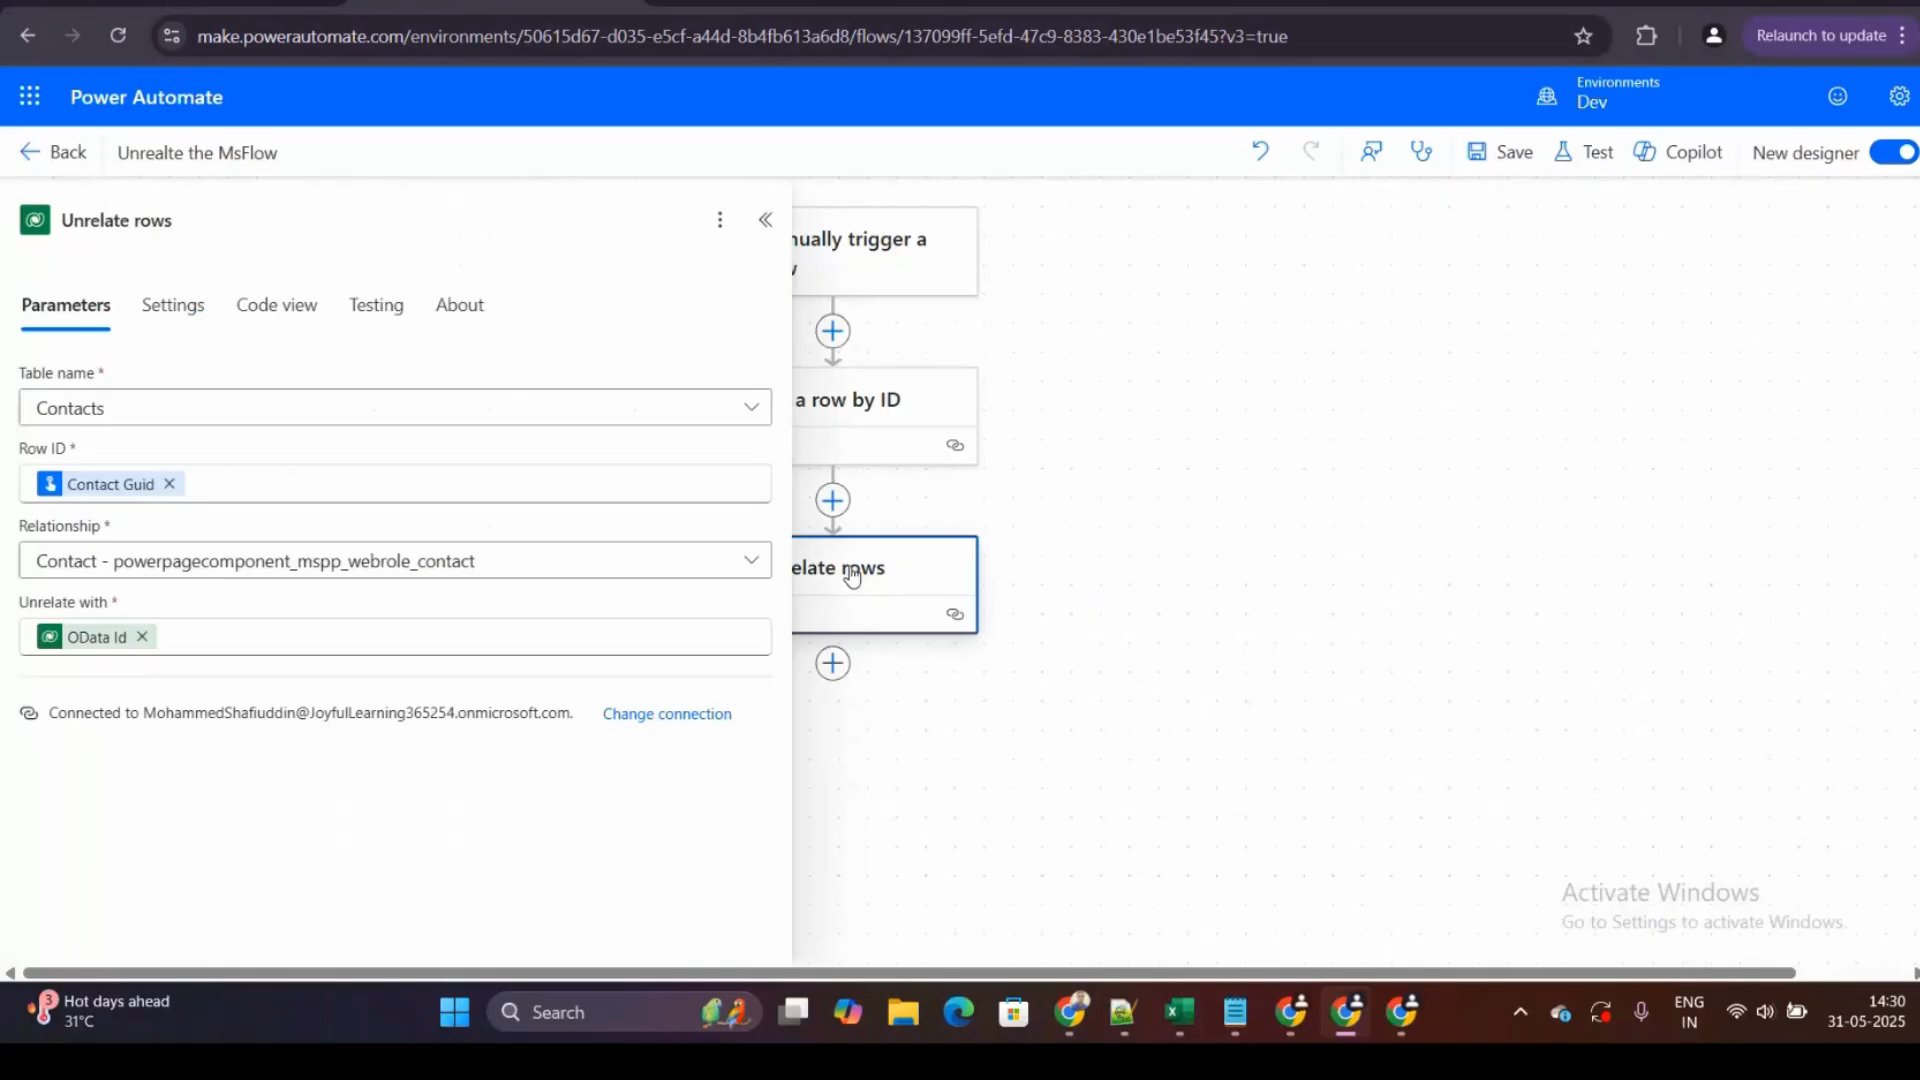 make.powerautomate.com/environments/50615d67-d035-e5cf-a44d-8b4fb613a6d8/flows/137099ff-5efd-47c9-8383-430e1be53f45?v3=true
Relaunch to update
Power Automate
Environments
Dev
Back
Unrealte the MsFlow
Save
Test
Copilot
New designer
Unrelate rows
Parameters
Settings
Code view
Testing
About
Table name *
Contacts
Row ID *
Contact Guid
Relationship *
Contact - powerpagecomponent_mspp_webrole_contact
Unrelate with *
OData Id
Connected to MohammedShafiuddin@JoyfulLearning365254.onmicrosoft.com.
Change connection
nually trigger a
a row by ID
elate rows
Activate Windows
Go to Settings to activate Windows.
3
Hot days ahead
31°C
Search
ENG
IN
14:30
31-05-2025